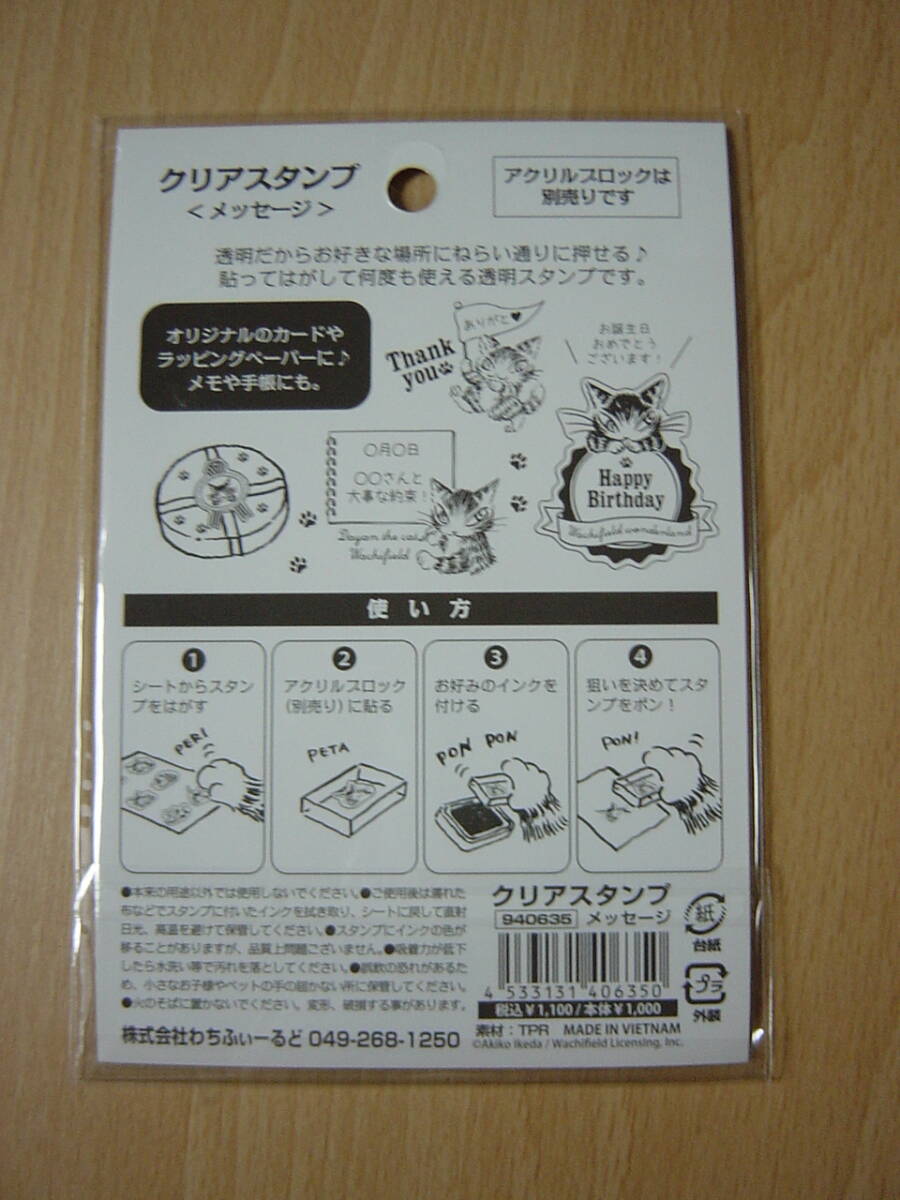 クリアスタンプ
<メッセージ>
アクリルブロックは
別売りです
透明だからお好きな場所にねらい通りに押せる♪
貼ってはがして何度も使える透明スタンプです。
オリジナルのカードや
ラッピングペーパーに♪
メモや手帳にも。
ありがと♥
Thank
you
お誕生日
おめでとう
ございます!
〇月〇日
〇〇さんと
大事な約束!
Dayan the cat
Wachifield
Happy
Birthday
Wachifield wonderland
使い方
1
シートからスタン
プをはがす
PERI
2
アクリルブロック
(別売り)に貼る
PETA
3
お好みのインクを
付ける
PON PON
4
狙いを決めてスタ
ンプをポン!
PON!
●本来の用途以外では使用しないでください。●ご使用後は濡れた
布などでスタンプに付いたインクを拭き取り、シートに戻して直射
日光、高温を避けて保管してください。●スタンプにインクの色が
移ることがありますが、品質上問題ございません。●吸着力が低下
したら水洗い等で汚れを落としてください。●誤飲の恐れがあるた
め、小さなお子様やペットの手の届かない所に保管してください。
●火のそばに置かないでください。変形、破損する事があります。
株式会社わちふぃーるど 049-268-1250
クリアスタンプ
940635 メッセージ
4 533131 406350
税込¥1,100/本体¥1,000
素材:TPR MADE IN VIETNAM
©Akiko Ikeda / Wachifield Licensing, Inc.
紙
台紙
プラ
外装